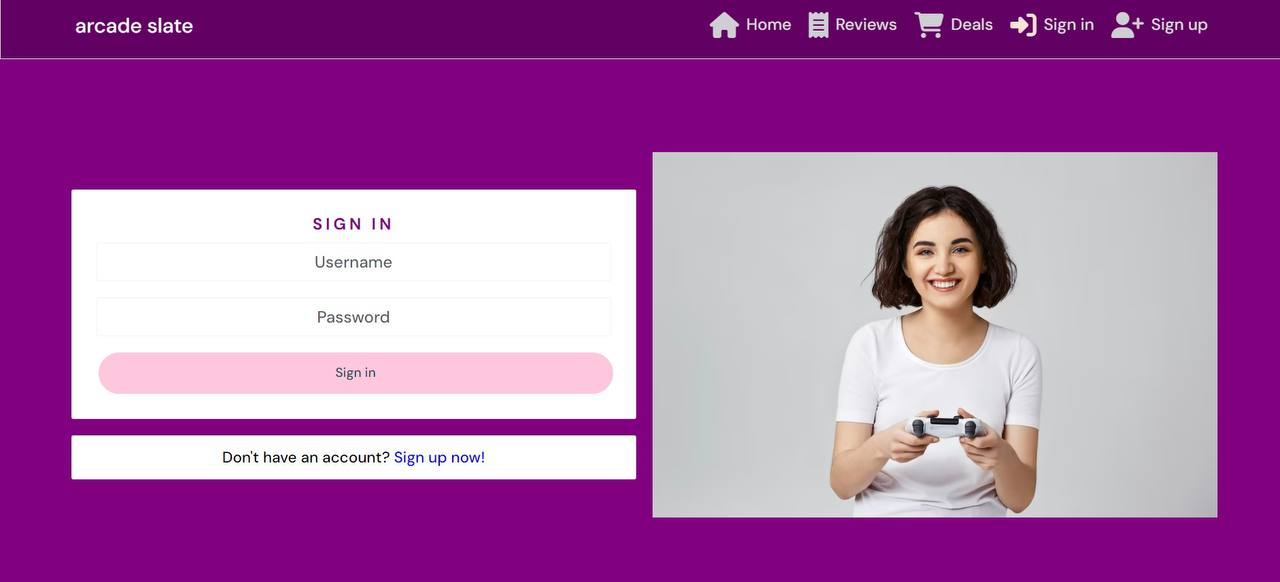 arcade slate
Home Reviews Deals Sign in Sign up
SIGN IN
Username
Password
Sign in
Don't have an account? Sign up now!